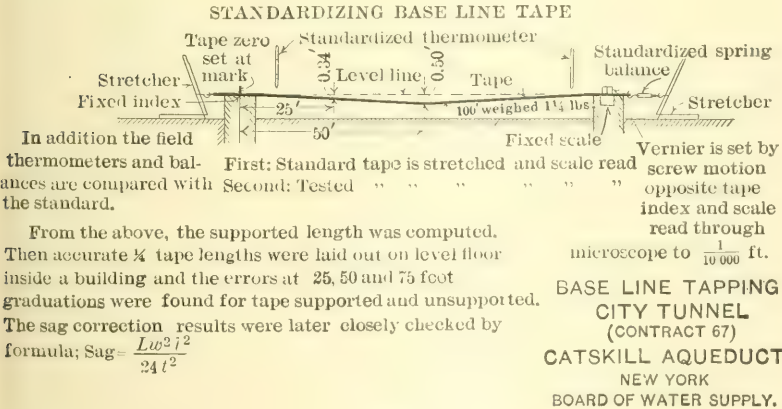 STANDARDIZING BASE LINE TAPE
Tape zero
set at
mark
Standardized thermometer
0.34
0.50
Level line
Tape
Standardized spring
balance
Stretcher
Fixed index
25'
50'
100' weighed 1¼ lbs.
Fixed scale
Stretcher
In addition the field
thermometers and bal-
ances are compared with
the standard.
First: Standard tape is stretched and scale read
Second: Tested " " " " " "
Vernier is set by
screw motion
opposite tape
index and scale
read through
microscope to 1/10 000 ft.
From the above, the supported length was computed.
Then accurate ¼ tape lengths were laid out on level floor
inside a building and the errors at 25, 50 and 75 foot
graduations were found for tape supported and unsupported.
The sag correction results were later closely checked by
formula; Sag= Lw² l² / 24 t²
BASE LINE TAPPING
CITY TUNNEL
(CONTRACT 67)
CATSKILL AQUEDUCT
NEW YORK
BOARD OF WATER SUPPLY.